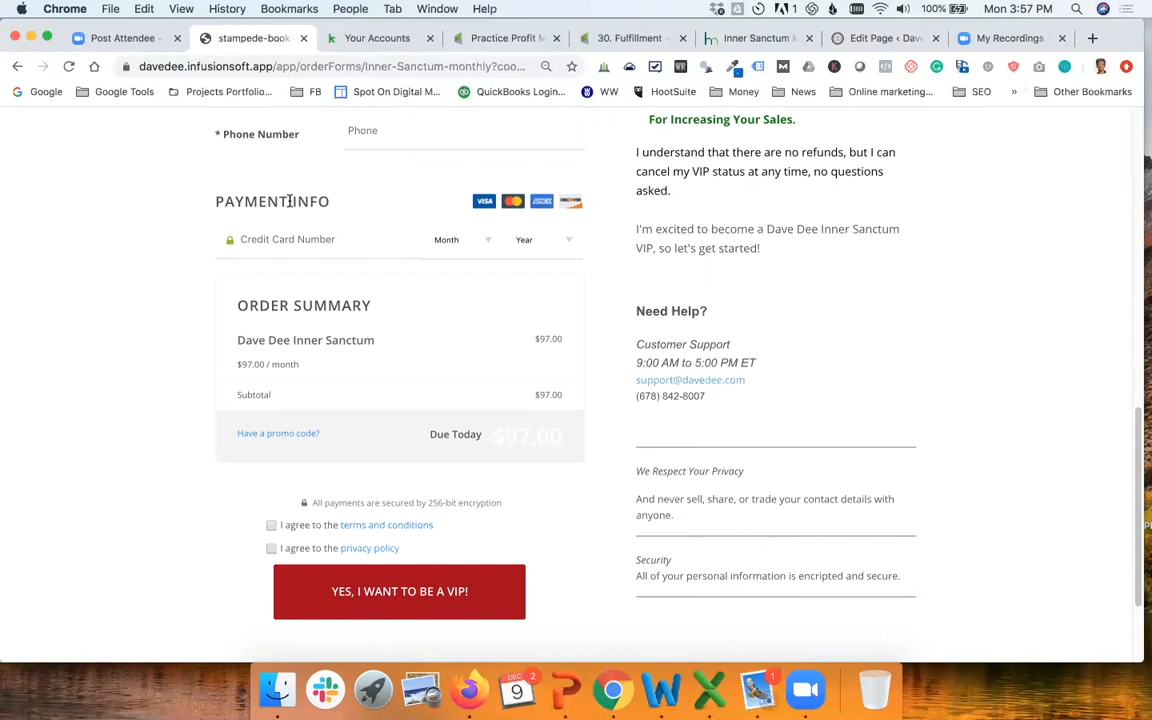 Chrome File Edit View History Bookmarks People Tab Window Help
1 100% Mon 3:57 PM
Post Attendee - stampede-book Your Accounts Practice Profit M 30. Fulfillment - Inner Sanctum M Edit Page ‹ Dav My Recordings
davedee.infusionsoft.app/app/orderForms/Inner-Sanctum-monthly?coo...
Google Google Tools Projects Portfolio... FB Spot On Digital M... QuickBooks Login... WW HootSuite Money News Online marketing... SEO » Other Bookmarks
* Phone Number
Phone
PAYMENT INFO
VISA AMEX DISCOVER
Credit Card Number Month Year
ORDER SUMMARY
Dave Dee Inner Sanctum $97.00
$97.00 / month
Subtotal $97.00
Have a promo code? Due Today $97.00
All payments are secured by 256-bit encryption
I agree to the terms and conditions
I agree to the privacy policy
YES, I WANT TO BE A VIP!
For Increasing Your Sales.
I understand that there are no refunds, but I can
cancel my VIP status at any time, no questions
asked.
I'm excited to become a Dave Dee Inner Sanctum
VIP, so let's get started!
Need Help?
Customer Support
9:00 AM to 5:00 PM ET
support@davedee.com
(678) 842-8007
We Respect Your Privacy
And never sell, share, or trade your contact details with
anyone.
Security
All of your personal information is encripted and secure.
DEC 2
9
1